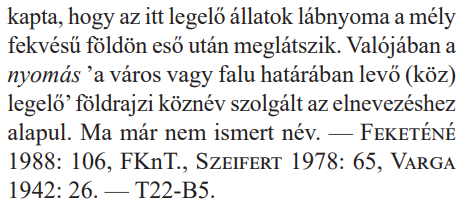 kapta, hogy az itt legelő állatok lábnyoma a mély
fekvésű földön eső után meglátszik. Valójában a
nyomás ’a város vagy falu határában levő (köz)
legelő’ földrajzi köznév szolgált az elnevezéshez
alapul. Ma már nem ismert név. — FEKETÉNÉ
1988: 106, FKnT., SZEIFERT 1978: 65, VARGA
1942: 26. — T22-B5.